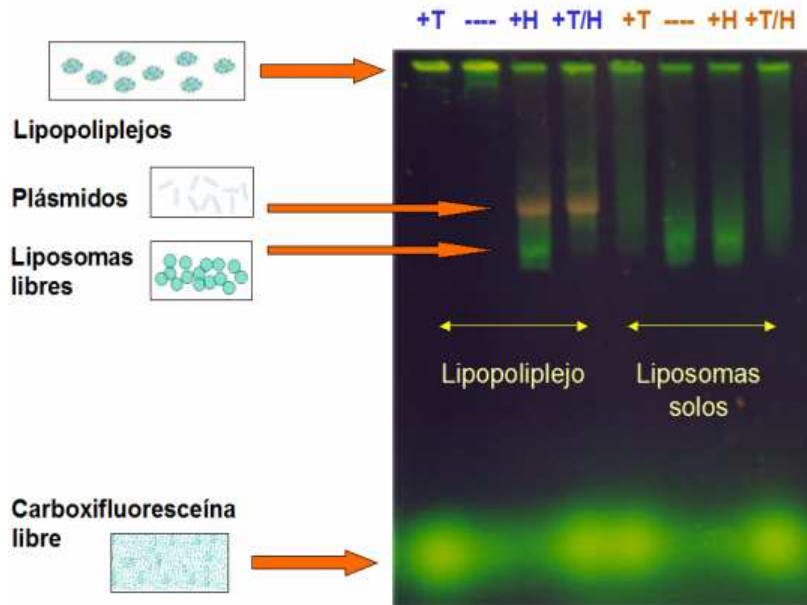 +T ---- +H +T/H +T ---- +H +T/H
Lipopoliplejos
Plásmidos
Liposomas
libres
Lipopoliplejo
Liposomas
solos
Carboxifluoresceína
libre